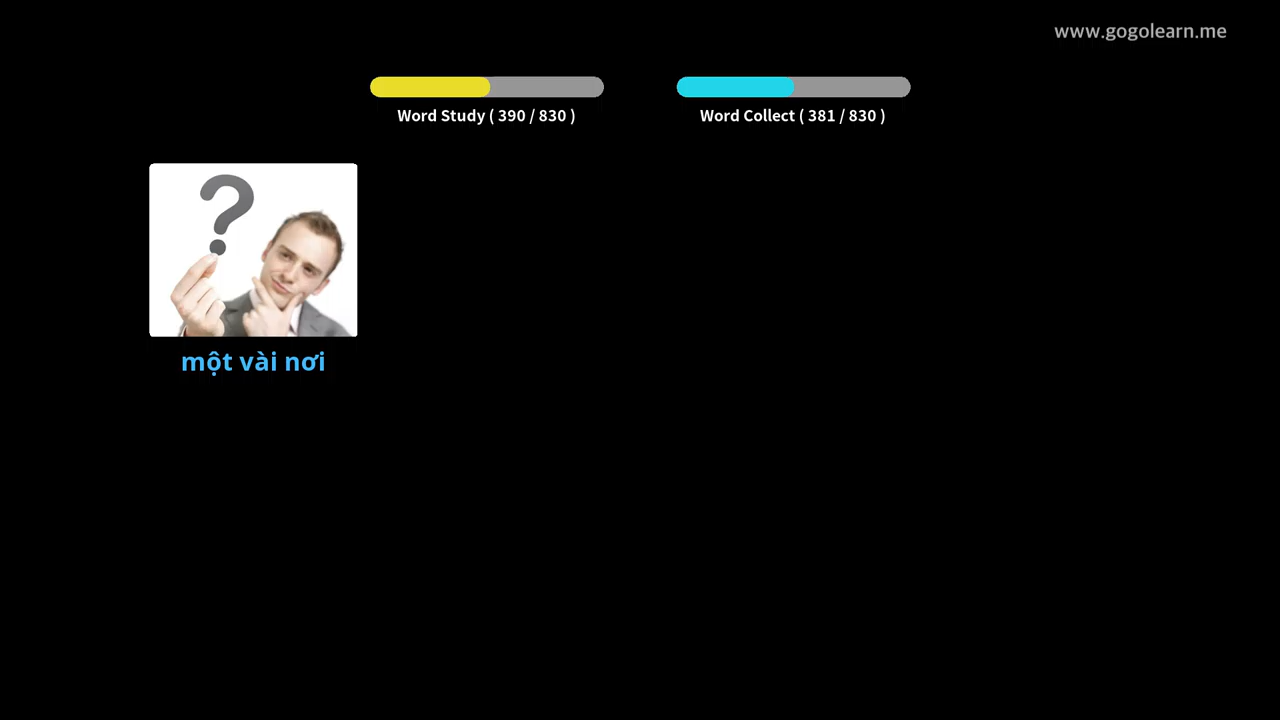 www.gogolearn.me
Word Study ( 390 / 830 )
Word Collect ( 381 / 830 )
?
một vài nơi